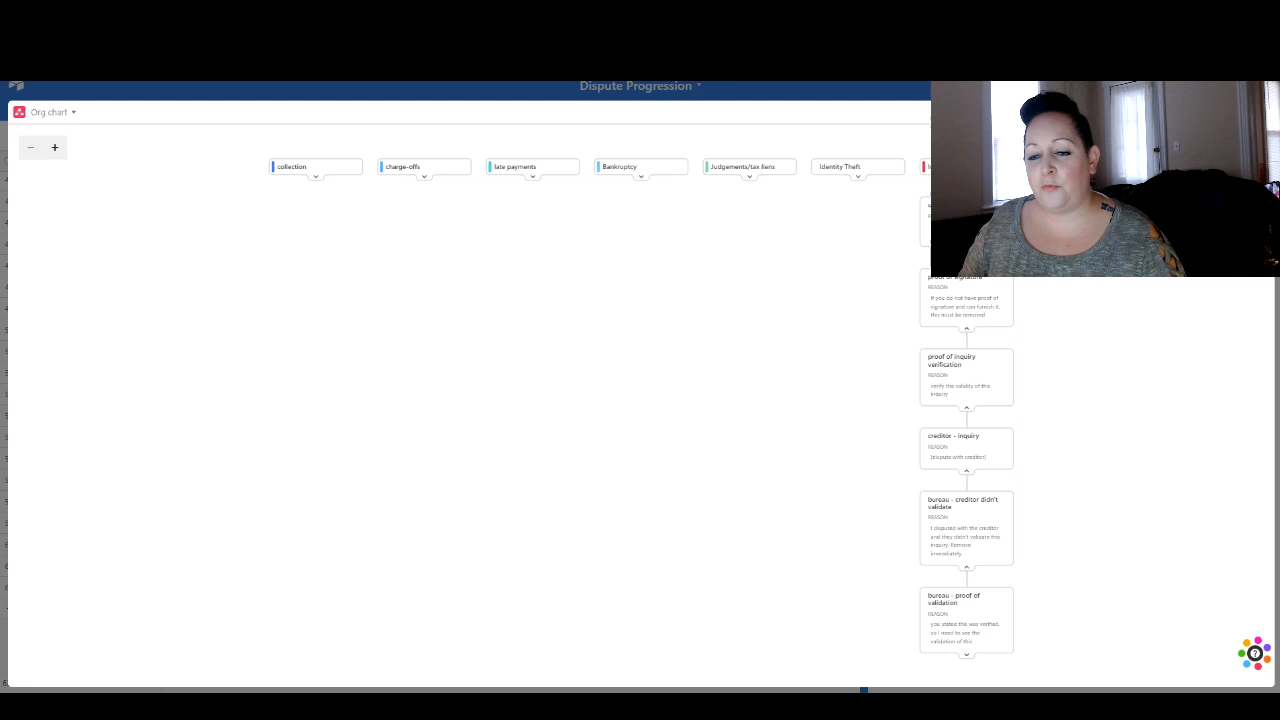 Dispute Progression
Org chart
collection
charge-offs
late payments
Bankruptcy
Judgements/tax liens
Identity Theft
REASON
If you do not have proof of
signature and can furnish it,
this must be removed
proof of inquiry
verification
REASON
verify the validity of this
inquiry
creditor - inquiry
REASON
(dispute with creditor)
bureau - creditor didn't
validate
REASON
I disputed with the creditor
and they didn't validate this
inquiry. Remove
immediately.
bureau - proof of
validation
REASON
you stated this was verified,
so I need to see the
validation of this